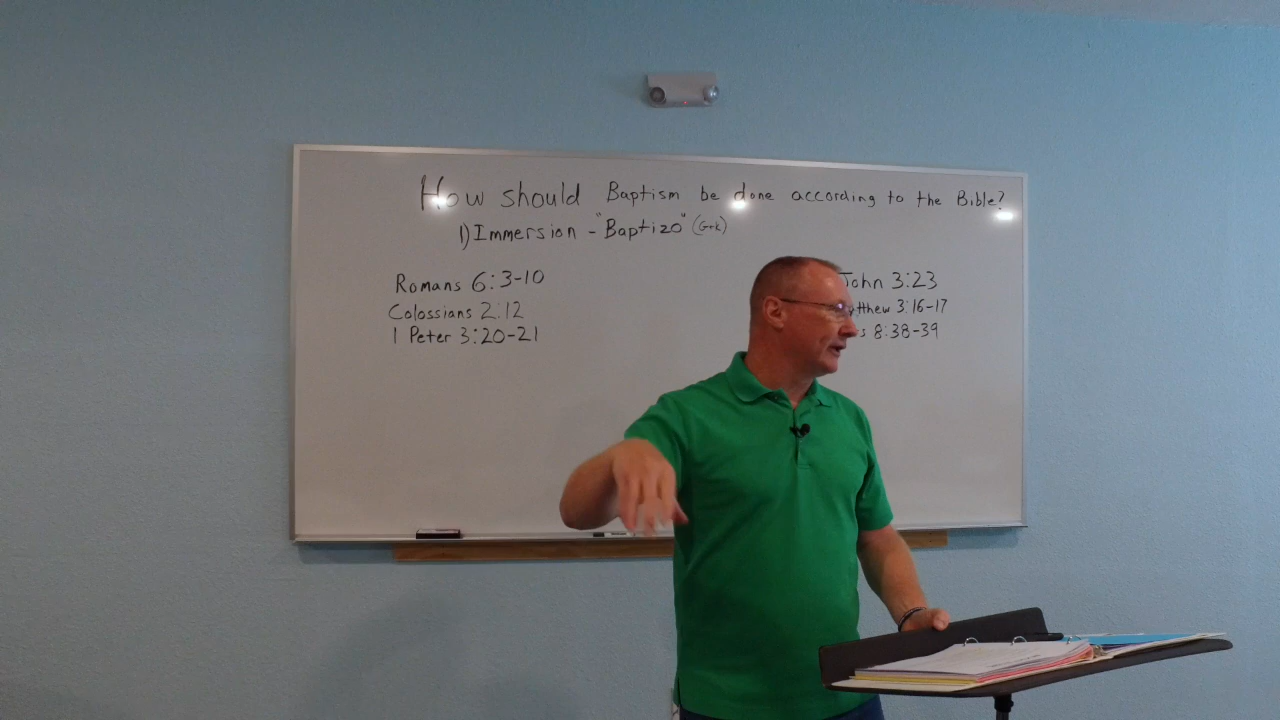 How should Baptism be done according to the Bible?
1) Immersion - "Baptizo" (Grk)
Romans 6:3-10
Colossians 2:12
1 Peter 3:20-21
John 3:23
tthew 3:16-17
s 8:38-39